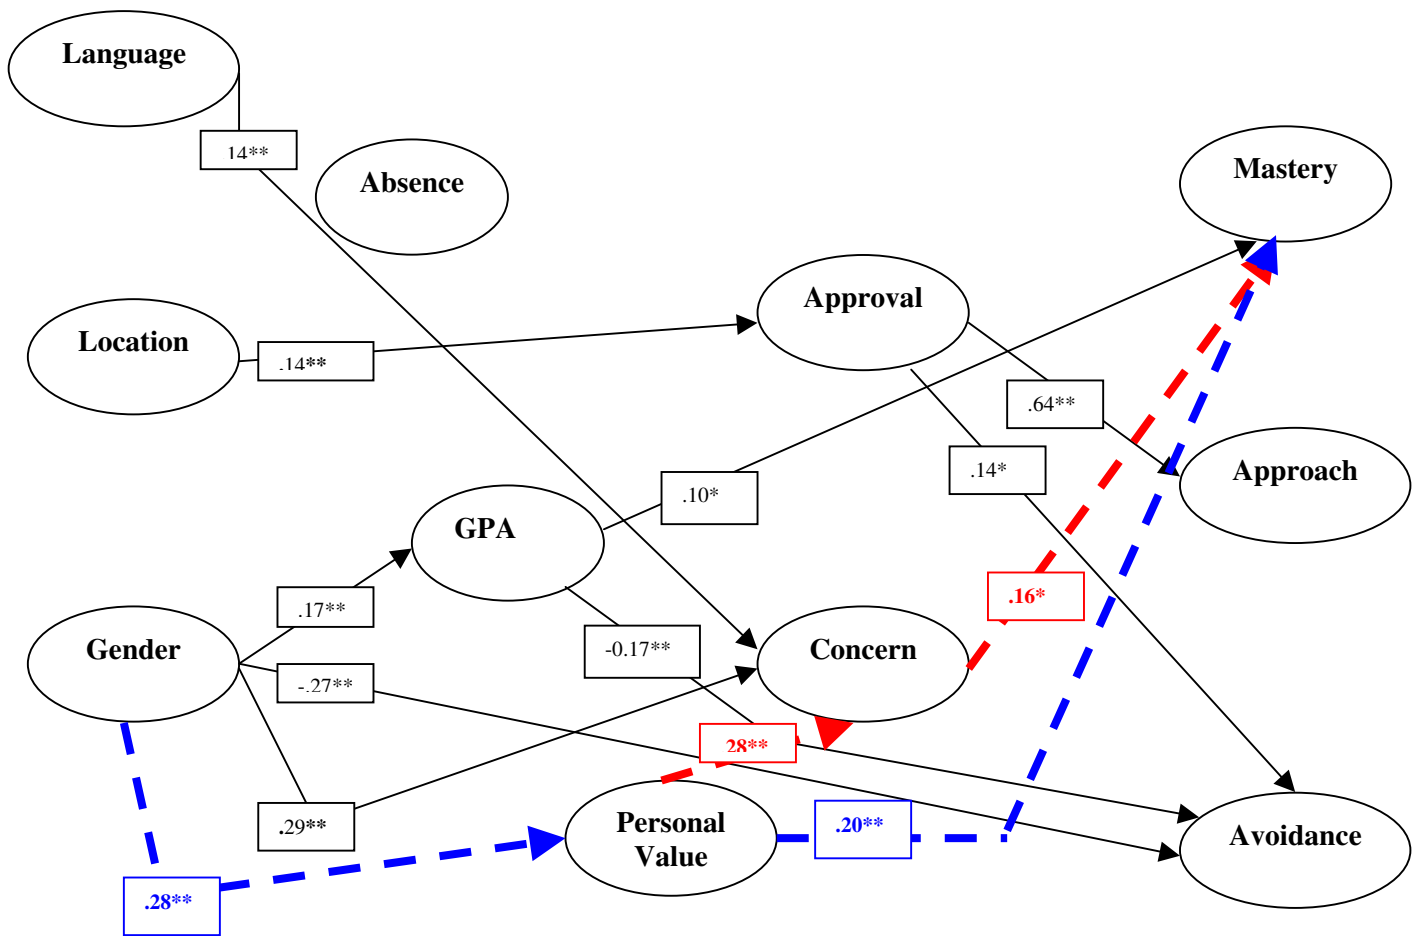 Language
14**
Absence
Mastery
Approval
Location
.14**
.64**
.14*
Approach
.10*
GPA
.17**
.16*
Gender
-0.17**
Concern
-.27**
28**
.29**
Personal
Value
.20**
Avoidance
.28**